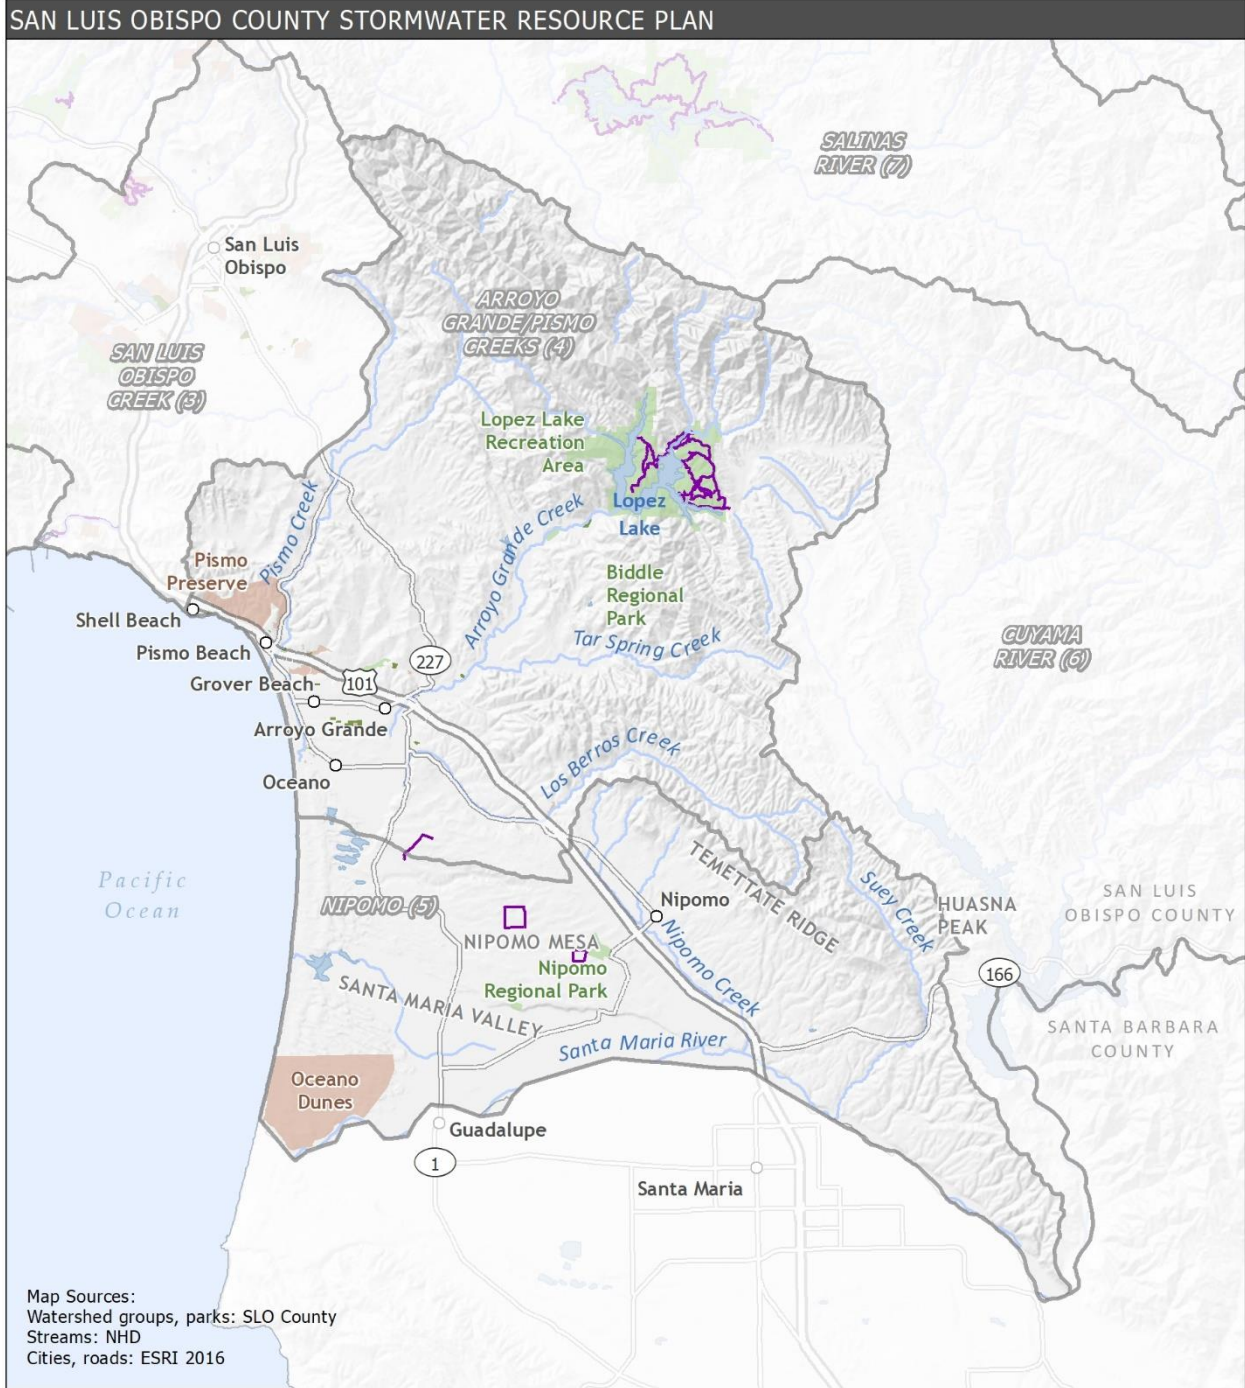 SAN LUIS OBISPO COUNTY STORMWATER RESOURCE PLAN
SALINAS
RIVER (7)
San Luis
Obispo
ARROYO
GRANDE/PISMO
CREEKS (4)
SAN LUIS
OBISPO
CREEK (3)
Lopez Lake
Recreation
Area
Lopez
Lake
Pismo Creek
Arroyo Grande Creek
Pismo
Preserve
Biddle
Regional
Park
Shell Beach
Tar Spring Creek
CUYAMA
RIVER (6)
Pismo Beach
227
Grover Beach
101
Arroyo Grande
Los Berros Creek
Oceano
Pacific
Ocean
TEMETTATE RIDGE
Suey Creek
NIPOMO (5)
Nipomo
HUASNA
PEAK
SAN LUIS
OBISPO COUNTY
NIPOMO MESA
Nipomo
Regional Park
Nipomo Creek
166
SANTA MARIA VALLEY
SANTA BARBARA
COUNTY
Santa Maria River
Oceano
Dunes
Guadalupe
1
Santa Maria
Map Sources:
Watershed groups, parks: SLO County
Streams: NHD
Cities, roads: ESRI 2016